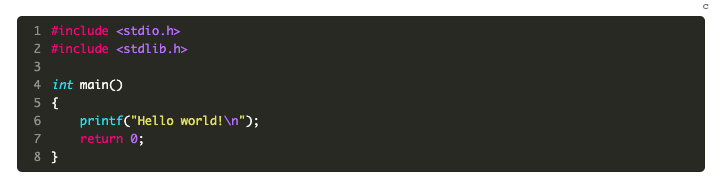 c
1 #include <stdio.h>
2 #include <stdlib.h>
3
4 int main()
5 {
6     printf("Hello world!\n");
7     return 0;
8 }